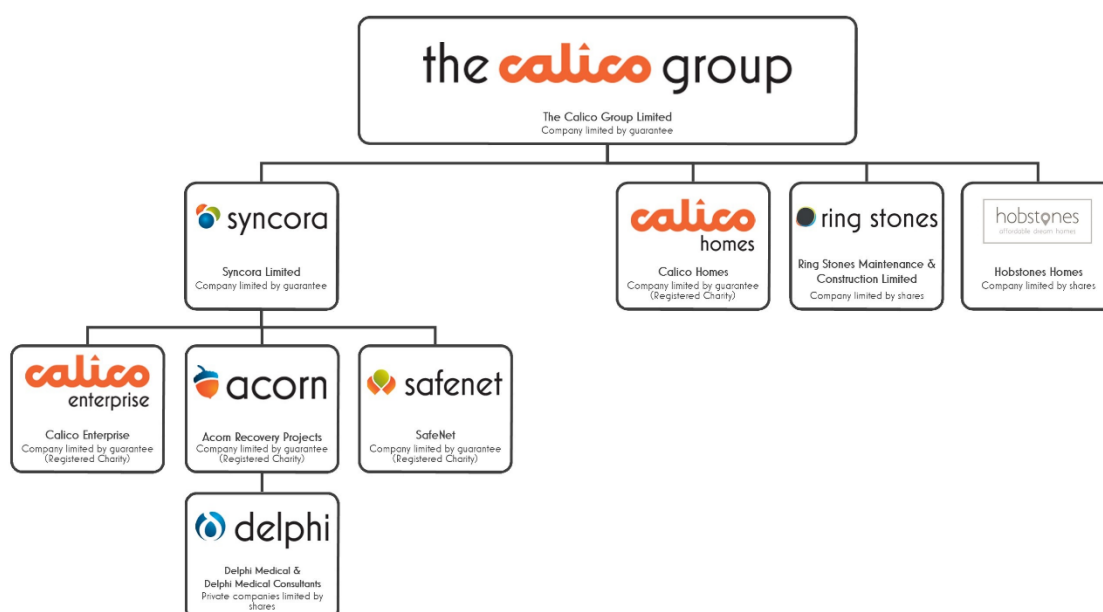 the calico group
The Calico Group Limited
Company limited by guarantee
syncora
Syncora Limited
Company limited by guarantee
calico
homes
Calico Homes
Company limited by guarantee
(Registered Charity)
ring stones
Ring Stones Maintenance &
Construction Limited
Company limited by shares
hobstones
affordable dream homes
Hobstones Homes
Company limited by shares
calico
enterprise
Calico Enterprise
Company limited by guarantee
(Registered Charity)
acorn
Acorn Recovery Projects
Company limited by guarantee
(Registered Charity)
safenet
SafeNet
Company limited by guarantee
(Registered Charity)
delphi
Delphi Medical &
Delphi Medical Consultants
Private companies limited by
shares